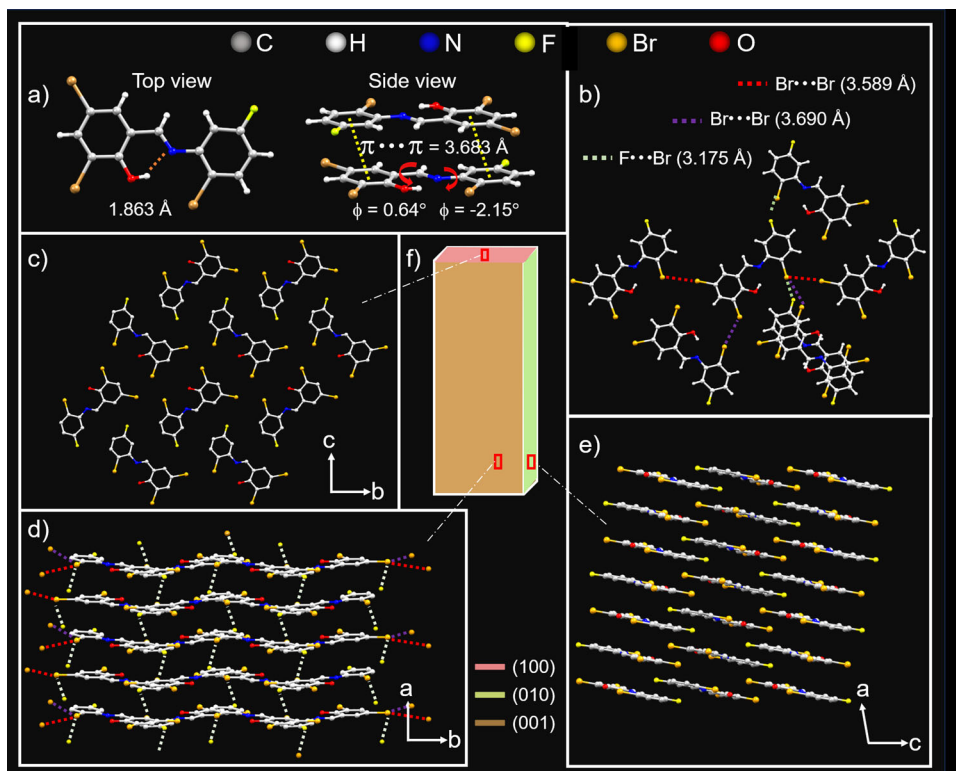 C H N F Br O
a) Top view Side view
π•••π = 3.683 Å
1.863 Å
ϕ = 0.64° ϕ = -2.15°
b)
Br•••Br (3.589 Å)
Br•••Br (3.690 Å)
F•••Br (3.175 Å)
c)
c
b
f)
d)
a
b
(100)
(010)
(001)
e)
a
c